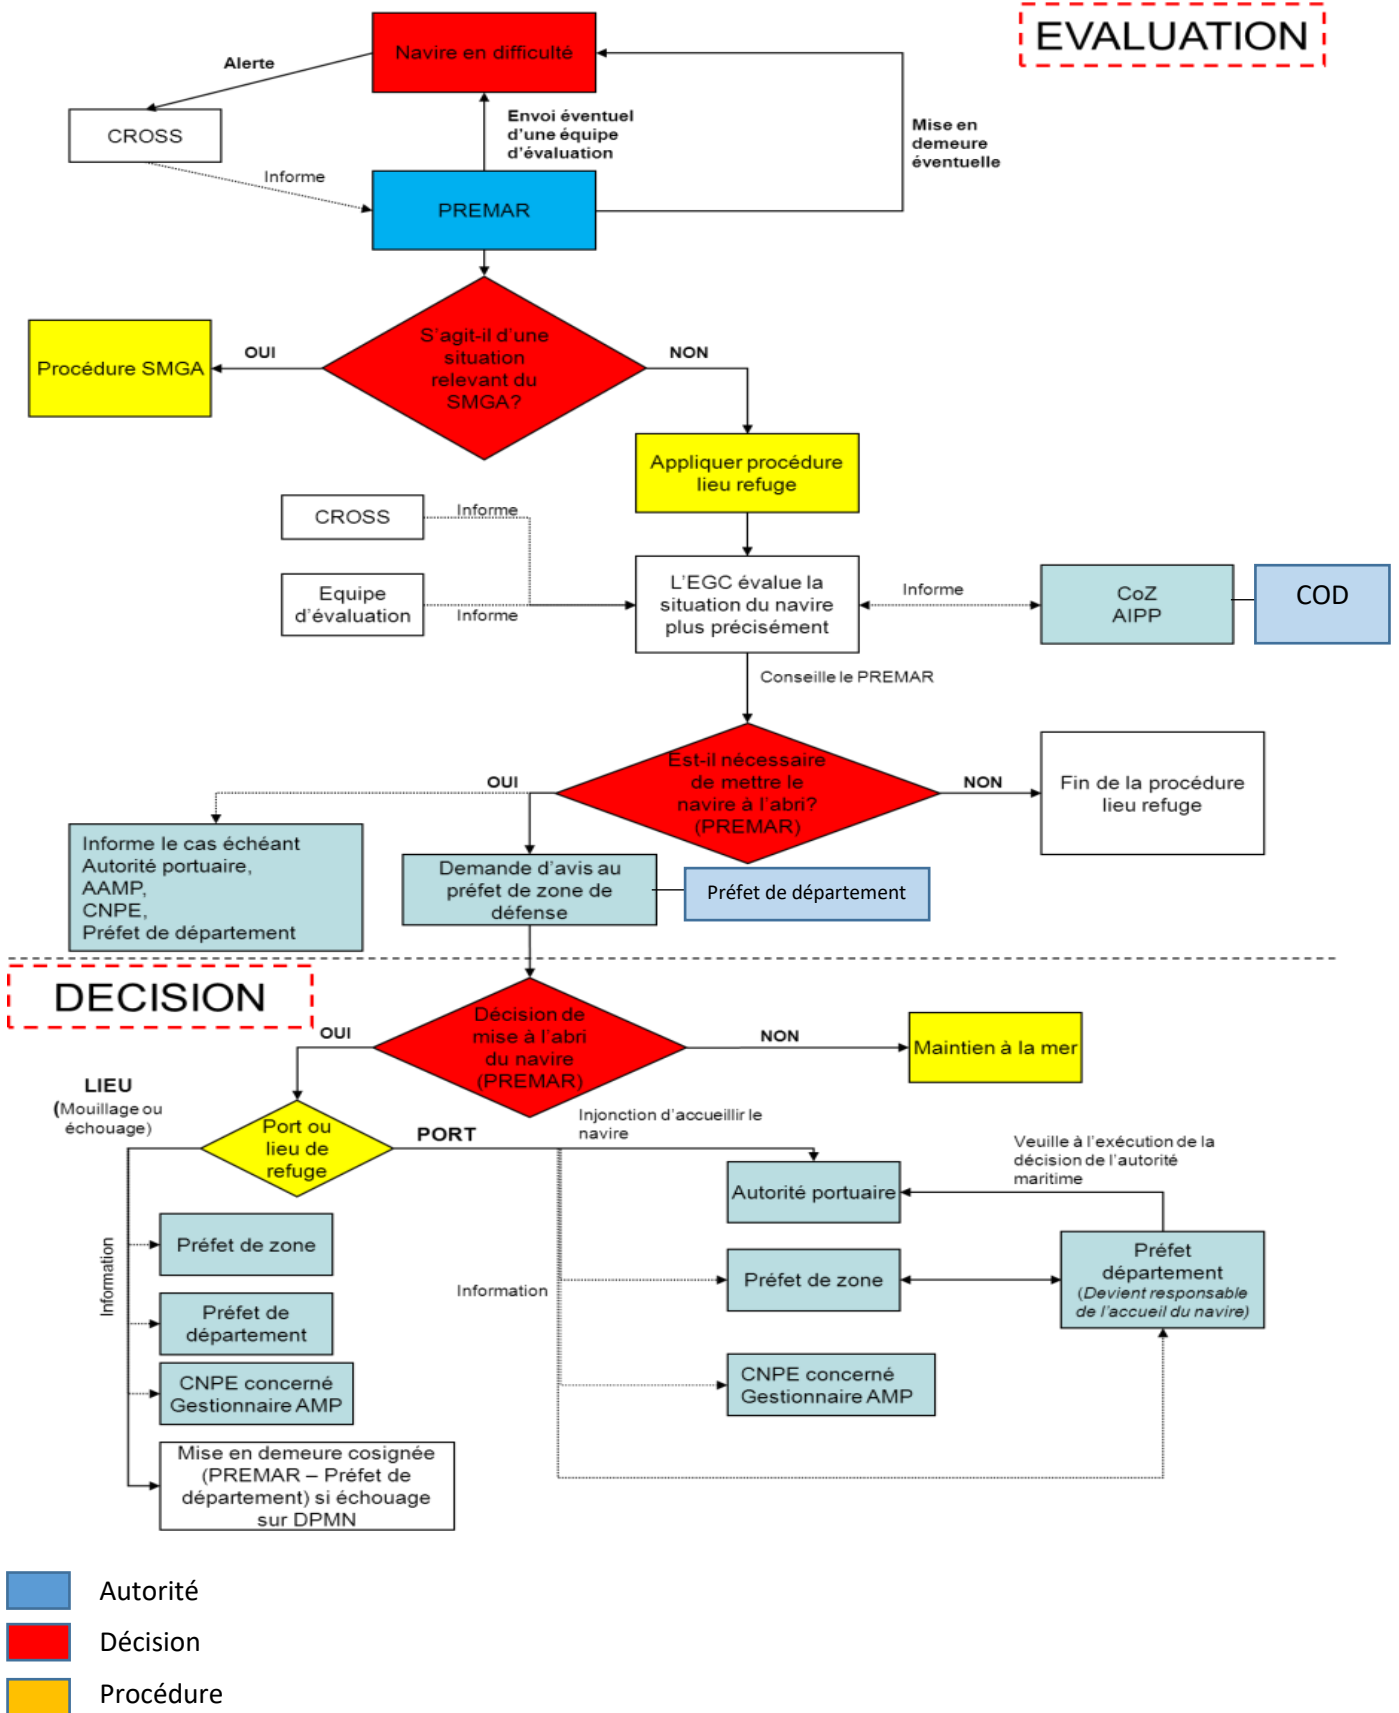 EVALUATION
Navire en difficulté
Alerte
CROSS
Envoi éventuel
d'une équipe
d'évaluation
Mise en
demeure
éventuelle
Informe
PREMAR
S'agit-il d'une
situation
relevant du
SMGA?
OUI
NON
Procédure SMGA
Appliquer procédure
lieu refuge
CROSS
Informe
Equipe
d'évaluation
Informe
L'EGC évalue la
situation du navire
plus précisément
Informe
CoZ
AIPP
COD
Conseille le PREMAR
Est-il nécessaire
de mettre le
navire à l'abri?
(PREMAR)
OUI
NON
Fin de la procédure
lieu refuge
Informe le cas échéant
Autorité portuaire,
AAMP,
CNPE,
Préfet de département
Demande d'avis au
préfet de zone de
défense
Préfet de département
DECISION
Décision de
mise à l'abri
du navire
(PREMAR)
OUI
NON
Maintien à la mer
LIEU
(Mouillage ou
échouage)
Port ou
lieu de
refuge
PORT
Injonction d'accueillir le
navire
Veuille à l'exécution de la
décision de l'autorité
maritime
Autorité portuaire
Information
Préfet de zone
Préfet de
département
CNPE concerné
Gestionnaire AMP
Mise en demeure cosignée
(PREMAR – Préfet de
département) si échouage
sur DPMN
Information
Préfet de zone
Préfet
département
(Devient responsable
de l'accueil du navire)
CNPE concerné
Gestionnaire AMP
Autorité
Décision
Procédure